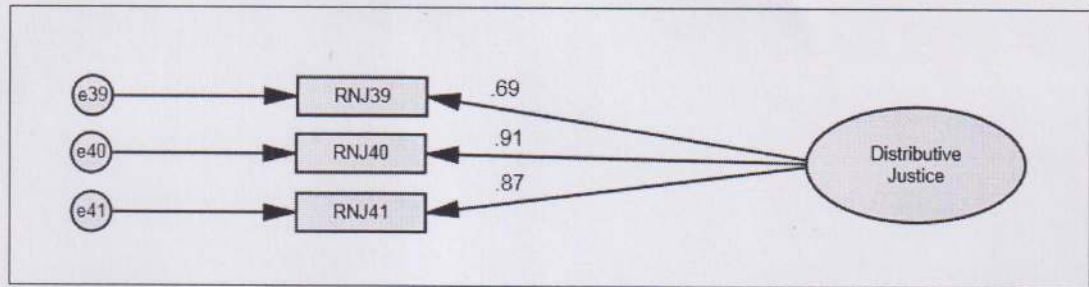 e39
RNJ39
.69
e40
RNJ40
.91
Distributive
Justice
e41
RNJ41
.87